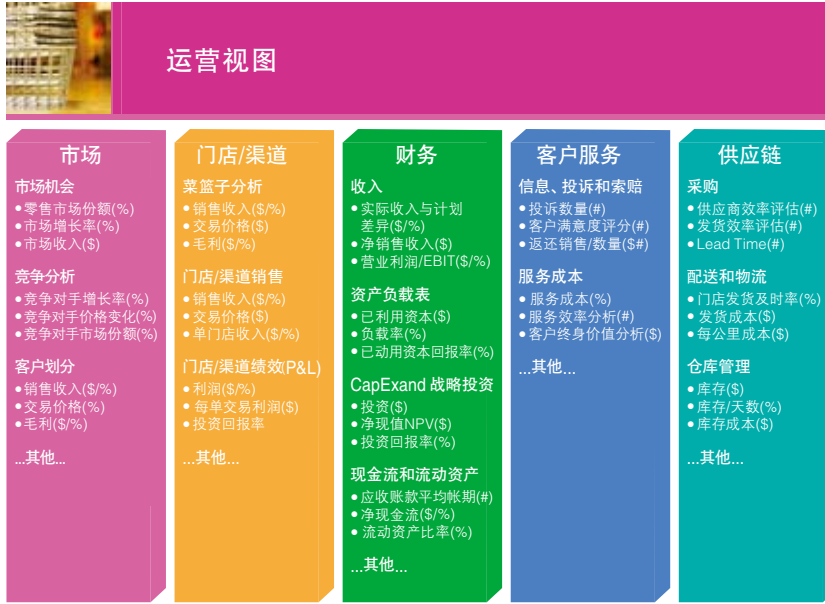 运营视图
市场
市场机会
●零售市场份额(%)
●市场增长率(%)
●市场收入($)
竞争分析
●竞争对手增长率(%)
●竞争对手价格变化(%)
●竞争对手市场份额(%)
客户划分
●销售收入($/%)
●交易价格(%)
●毛利($/%)
...其他...
门店/渠道
菜篮子分析
●销售收入($/%)
●交易价格($)
●毛利($/%)
门店/渠道销售
●销售收入($/%)
●交易价格($)
●单门店收入($/%)
门店/渠道绩效(P&L)
●利润($/%)
●每单交易利润($)
●投资回报率
...其他...
财务
收入
●实际收入与计划
差异($/%)
●净销售收入($)
●营业利润/EBIT($/%)
资产负载表
●已利用资本($)
●负载率(%)
●已动用资本回报率(%)
CapExand 战略投资
●投资($)
●净现值NPV($)
●投资回报率(%)
现金流和流动资产
●应收账款平均帐期(#)
●净现金流($/%)
●流动资产比率(%)
...其他...
客户服务
信息、投诉和索赔
●投诉数量(#)
●客户满意度评分(#)
●返还销售/数量($#)
服务成本
●服务成本(%)
●服务效率分析(#)
●客户终身价值分析($)
...其他...
供应链
采购
●供应商效率评估(#)
●发货效率评估(#)
●Lead Time(#)
配送和物流
●门店发货及时率(%)
●发货成本($)
●每公里成本($)
仓库管理
●库存($)
●库存/天数(%)
●库存成本($)
...其他...